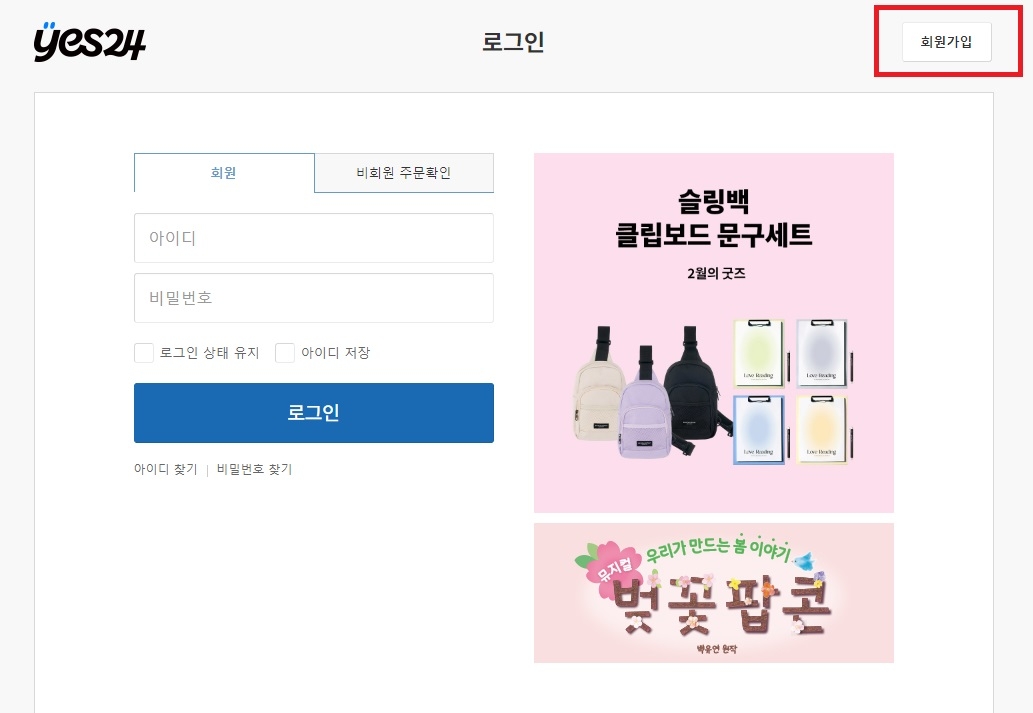 yes24
로그인
회원가입
회원
비회원 주문확인
아이디
비밀번호
로그인 상태 유지
아이디 저장
로그인
아이디 찾기 | 비밀번호 찾기
슬링백
클립보드 문구세트
2월의 굿즈
Love Reading
Love Reading
Love Reading
Love Reading
우리가 만드는 봄 이야기
뮤지컬
벚꽃팝콘
백유연 원작